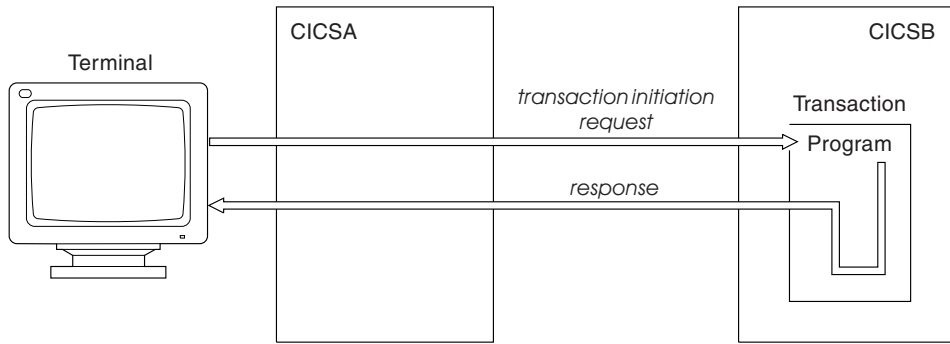 CICSA
CICSB
Terminal
transaction initiation
request
Transaction
Program
response